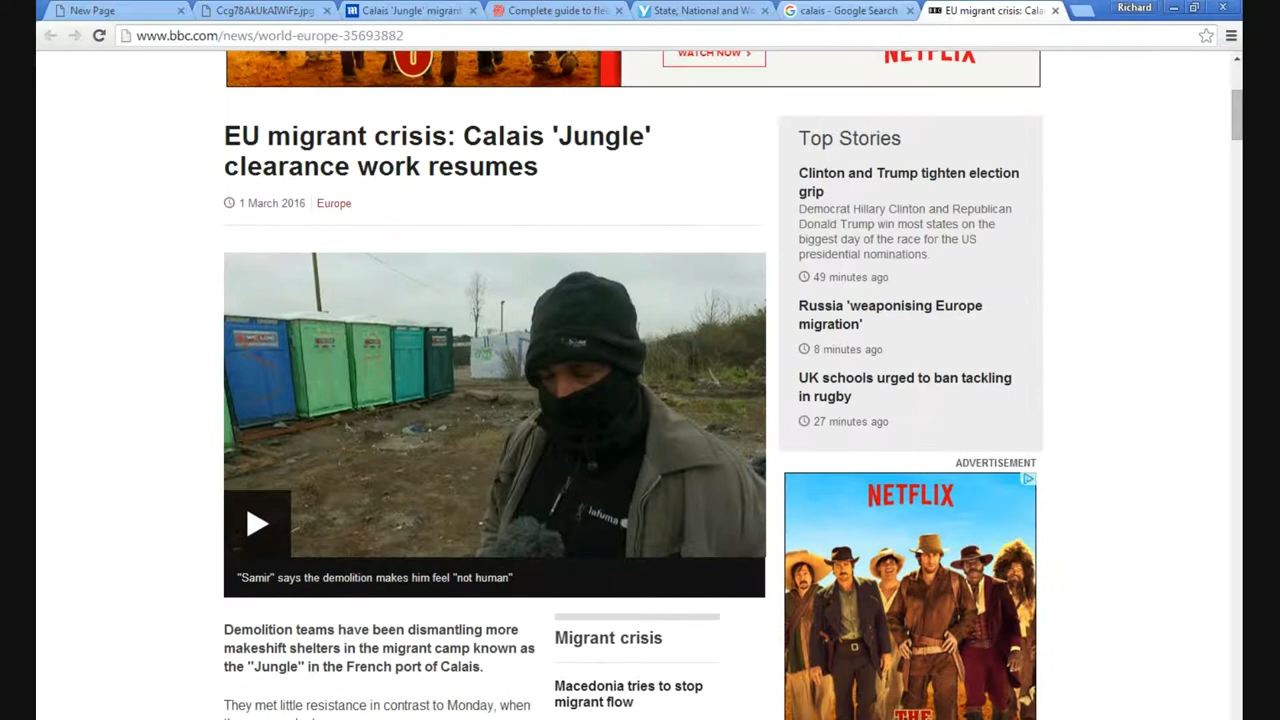 New Page
Ccg78AkUkAIWiFz.jpg
Calais 'Jungle' migrant
Complete guide to flee
State, National and Wo
calais - Google Search
EU migrant crisis: Cala
Richard
www.bbc.com/news/world-europe-35693882
WATCH NOW >
NETFLIX
EU migrant crisis: Calais 'Jungle'
clearance work resumes
1 March 2016
Europe
"Samir" says the demolition makes him feel "not human"
lafuma
Demolition teams have been dismantling more
makeshift shelters in the migrant camp known as
the "Jungle" in the French port of Calais.
They met little resistance in contrast to Monday, when
Migrant crisis
Macedonia tries to stop
migrant flow
Top Stories
Clinton and Trump tighten election
grip
Democrat Hillary Clinton and Republican
Donald Trump win most states on the
biggest day of the race for the US
presidential nominations.
49 minutes ago
Russia 'weaponising Europe
migration'
8 minutes ago
UK schools urged to ban tackling
in rugby
27 minutes ago
ADVERTISEMENT
NETFLIX
THE